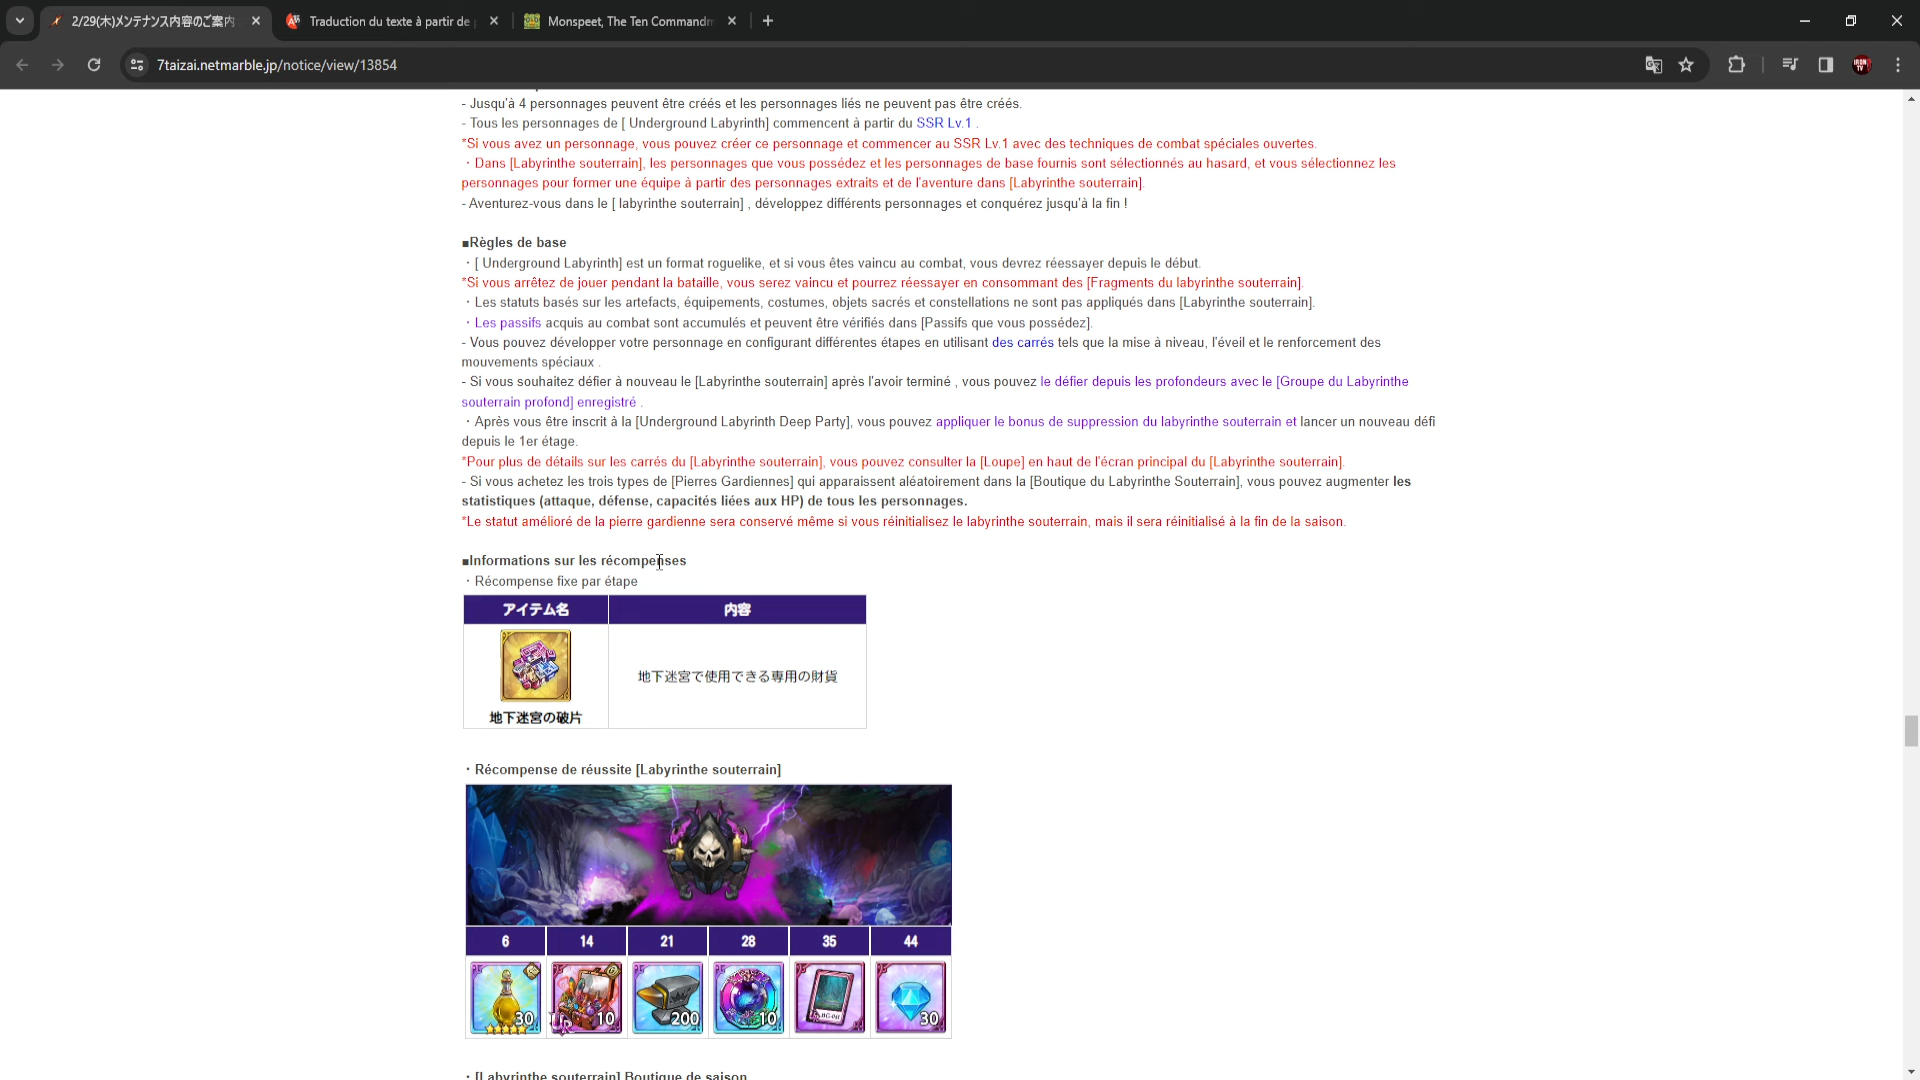 2/29(木)メンテナンス内容のご案内
Traduction du texte à partir de
Monspeet, The Ten Commandm
7taizai.netmarble.jp/notice/view/13854
- Jusqu'à 4 personnages peuvent être créés et les personnages liés ne peuvent pas être créés.
- Tous les personnages de [ Underground Labyrinth] commencent à partir du SSR Lv.1 .
*Si vous avez un personnage, vous pouvez créer ce personnage et commencer au SSR Lv.1 avec des techniques de combat spéciales ouvertes.
・Dans [Labyrinthe souterrain], les personnages que vous possédez et les personnages de base fournis sont sélectionnés au hasard, et vous sélectionnez les
personnages pour former une équipe à partir des personnages extraits et de l'aventure dans [Labyrinthe souterrain].
- Aventurez-vous dans le [ labyrinthe souterrain] , développez différents personnages et conquérez jusqu'à la fin !
■Règles de base
・[ Underground Labyrinth] est un format roguelike, et si vous êtes vaincu au combat, vous devrez réessayer depuis le début.
*Si vous arrêtez de jouer pendant la bataille, vous serez vaincu et pourrez réessayer en consommant des [Fragments du labyrinthe souterrain].
・Les statuts basés sur les artefacts, équipements, costumes, objets sacrés et constellations ne sont pas appliqués dans [Labyrinthe souterrain].
・Les passifs acquis au combat sont accumulés et peuvent être vérifiés dans [Passifs que vous possédez].
- Vous pouvez développer votre personnage en configurant différentes étapes en utilisant des carrés tels que la mise à niveau, l'éveil et le renforcement des
mouvements spéciaux .
- Si vous souhaitez défier à nouveau le [Labyrinthe souterrain] après l'avoir terminé , vous pouvez le défier depuis les profondeurs avec le [Groupe du Labyrinthe
souterrain profond] enregistré .
・Après vous être inscrit à la [Underground Labyrinth Deep Party], vous pouvez appliquer le bonus de suppression du labyrinthe souterrain et lancer un nouveau défi
depuis le 1er étage.
*Pour plus de détails sur les carrés du [Labyrinthe souterrain], vous pouvez consulter la [Loupe] en haut de l'écran principal du [Labyrinthe souterrain].
- Si vous achetez les trois types de [Pierres Gardiennes] qui apparaissent aléatoirement dans la [Boutique du Labyrinthe Souterrain], vous pouvez augmenter les
statistiques (attaque, défense, capacités liées aux HP) de tous les personnages.
*Le statut amélioré de la pierre gardienne sera conservé même si vous réinitialisez le labyrinthe souterrain, mais il sera réinitialisé à la fin de la saison.
■Informations sur les récompenses
・Récompense fixe par étape
アイテム名 内容
地下迷宮で使用できる専用の財貨
地下迷宮の破片
・Récompense de réussite [Labyrinthe souterrain]
6 14 21 28 35 44
30 10 200 10 30
・[Labyrinthe souterrain] Boutique de saison